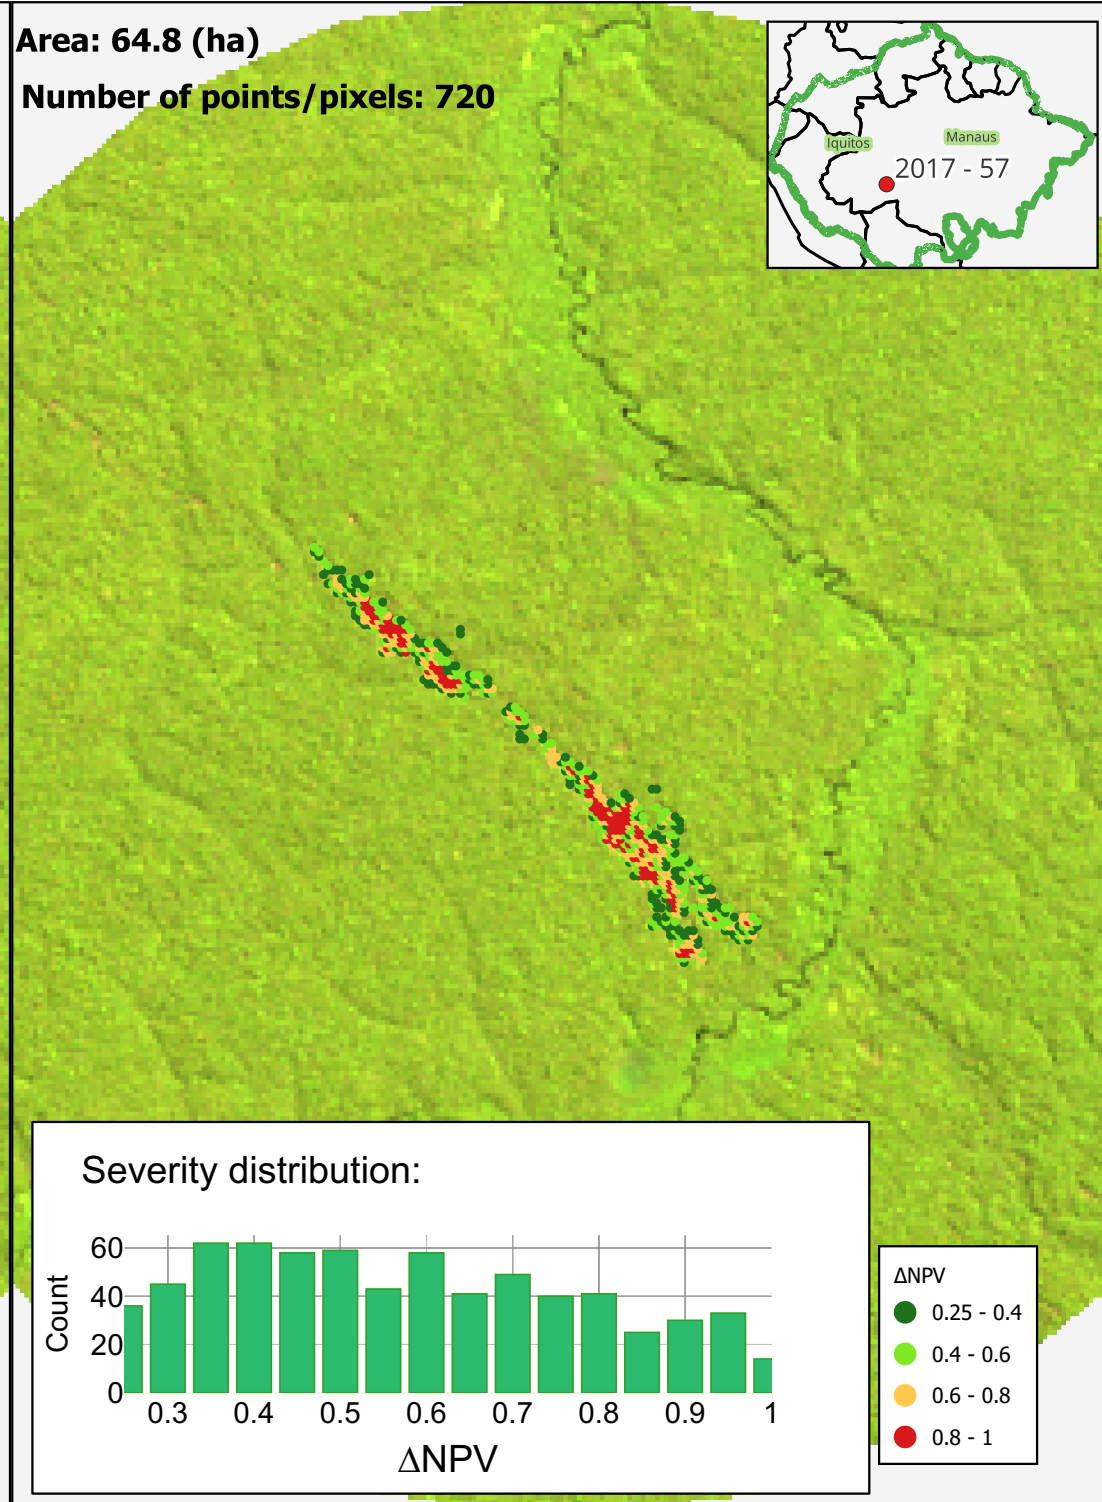 Area: 64.8 (ha)
Number of points/pixels: 720
Iquitos
Manaus
2017 - 57
Severity distribution:
60
40
20
0
Count
0.3 0.4 0.5 0.6 0.7 0.8 0.9 1
ΔNPV
ΔNPV
0.25 - 0.4
0.4 - 0.6
0.6 - 0.8
0.8 - 1